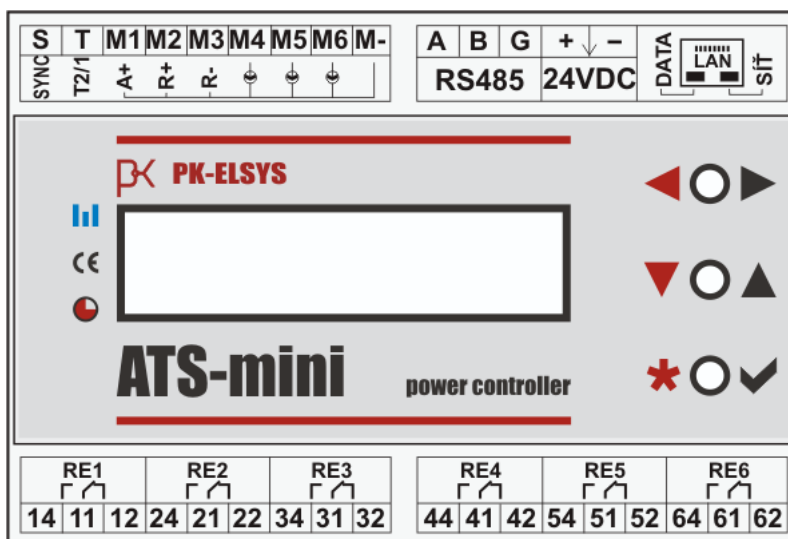 S T M1 M2 M3 M4 M5 M6 M-
SYNC T2/1 A+ R+ R-
A B G + −
RS485 24VDC DATA LAN SÍŤ
PK-ELSYS
CE
ATS-mini power controller
RE1 RE2 RE3 RE4 RE5 RE6
14 11 12 24 21 22 34 31 32 44 41 42 54 51 52 64 61 62